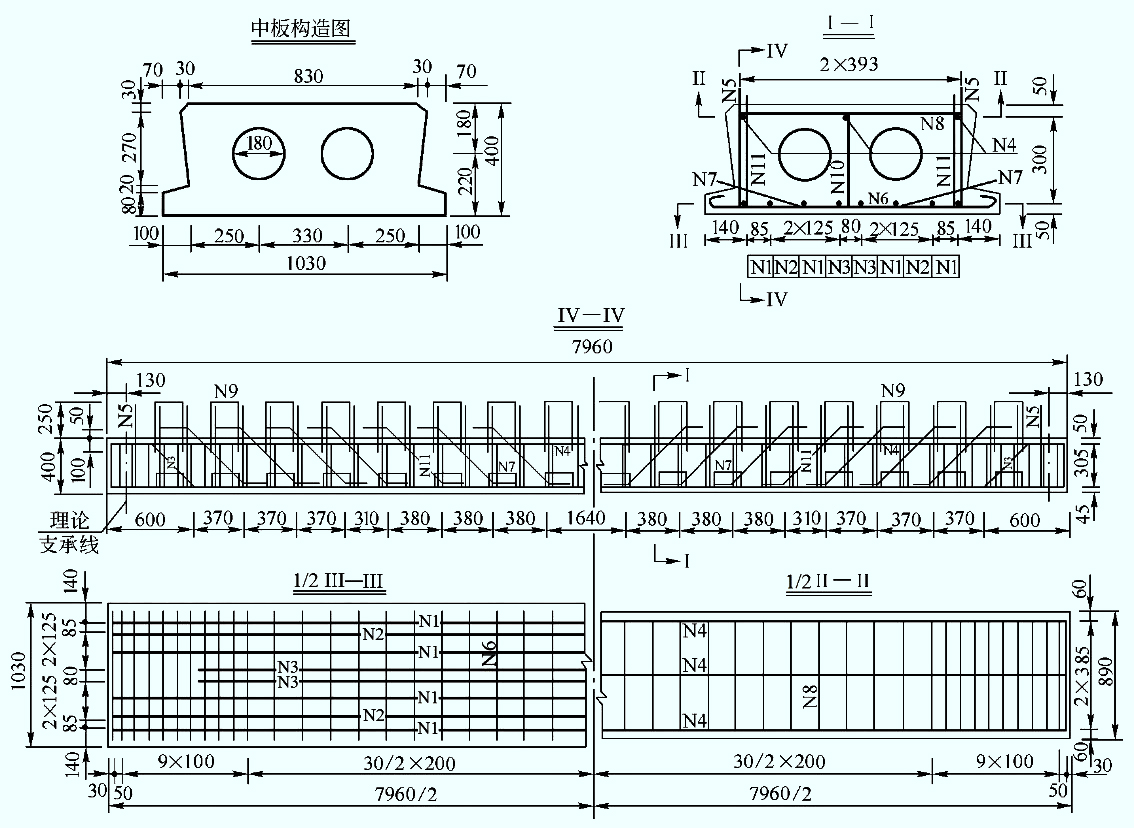 中板构造图
70 30 830 30 70
30
270
20
80
180
180
220
400
100 250 330 250 100
1030
I—I
IV
2×393
II II
N5 N5
50
300
50
N8
N4
N11 N10 N11
N7 N7
N6
III III
140 85 2×125 80 2×125 85 140
N1 N2 N1 N3 N3 N1 N2 N1
IV
IV—IV
7960
130 N5 N9 I N9 N5 130
250 50
400 100
50
305
45
N3 N11 N7 N4 N7 N11 N4 N3
理论
支承线
600 370 370 370 310 380 380 380 1640 380 380 380 310 370 370 370 600
I
1/2 III—III
1/2 II—II
140
85
2×125
80
2×125
85
140
1030
N1
N2
N1
N6
N3
N3
N1
N2
N1
N4
N4
N8
N4
60
2×385
60
890
9×100 30/2×200 30/2×200 9×100
30 50 50 30
7960/2 7960/2